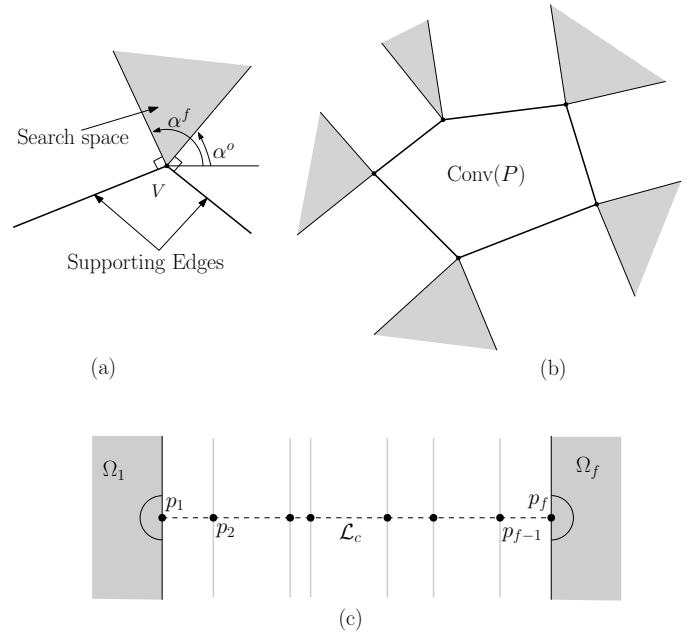 α^f
Search space
α^o
V
Supporting Edges
Conv(P)
(a)
(b)
Ω_1
Ω_f
p_1
p_f
p_2
𝓛_c
p_{f−1}
(c)